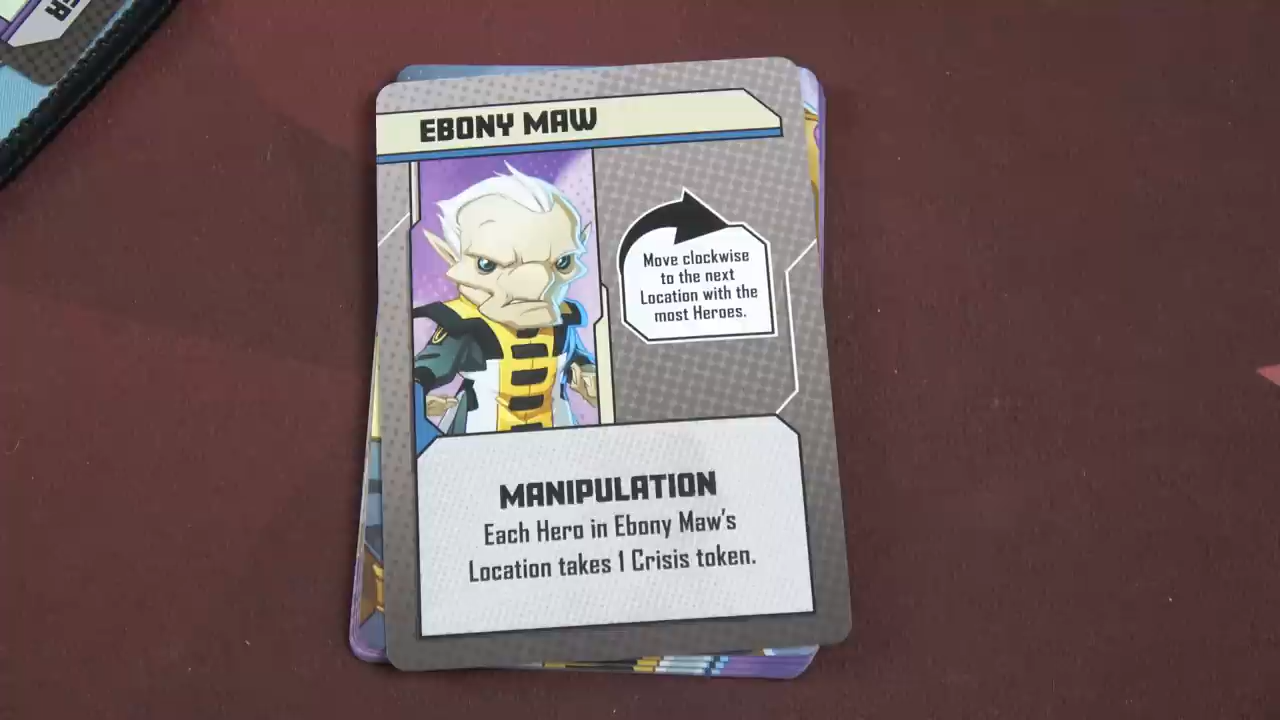 EBONY MAW
Move clockwise
to the next
Location with the
most Heroes.
MANIPULATION
Each Hero in Ebony Maw's
Location takes 1 Crisis token.